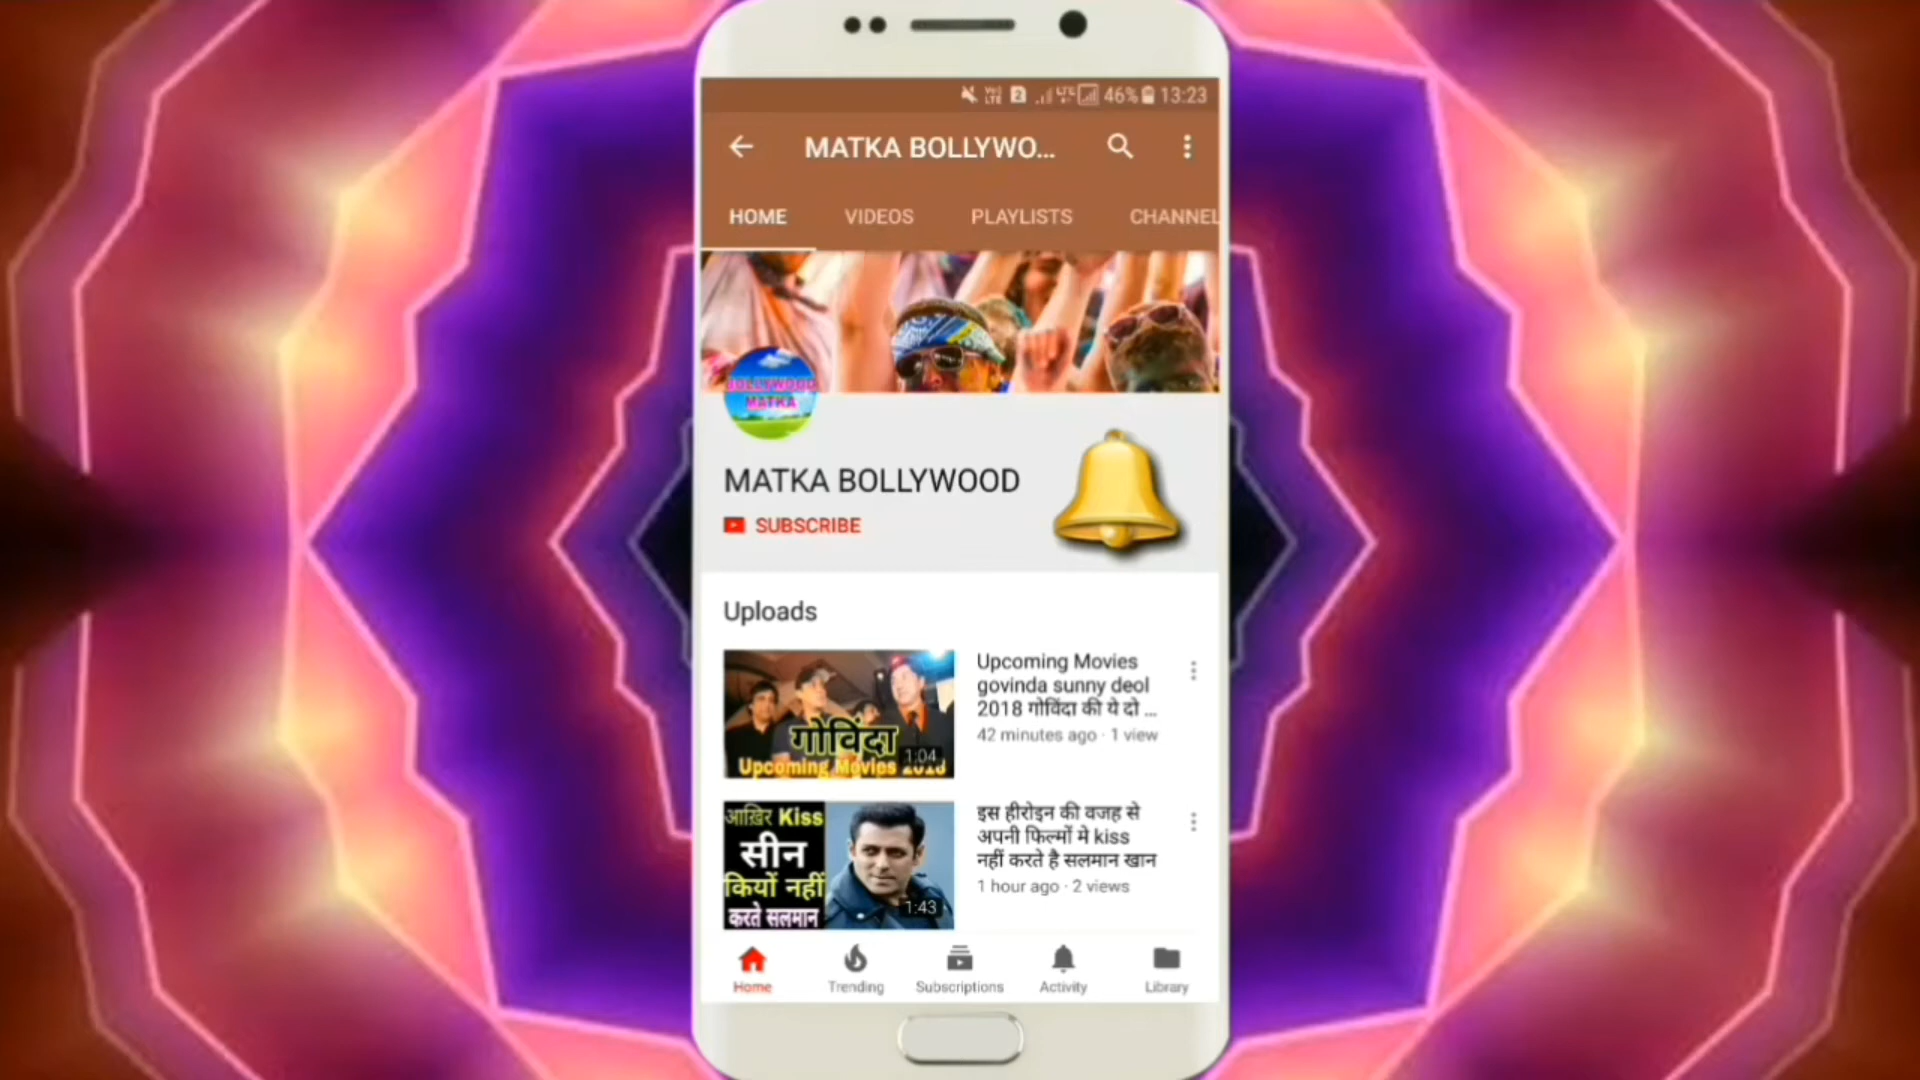 46% 13:23
MATKA BOLLYWO...
HOME VIDEOS PLAYLISTS CHANNEL
BOLLYWOOD
MATKA
MATKA BOLLYWOOD
SUBSCRIBE
Uploads
गोविंदा
1:04
Upcoming Movies 2018
Upcoming Movies
govinda sunny deol
2018 गोविंदा की ये दो ...
42 minutes ago · 1 view
आख़िर Kiss
सीन
कियों नहीं
करते सलमान
1:43
इस हीरोइन की वजह से
अपनी फिल्मों मे kiss
नहीं करते है सलमान खान
1 hour ago · 2 views
Home Trending Subscriptions Activity Library